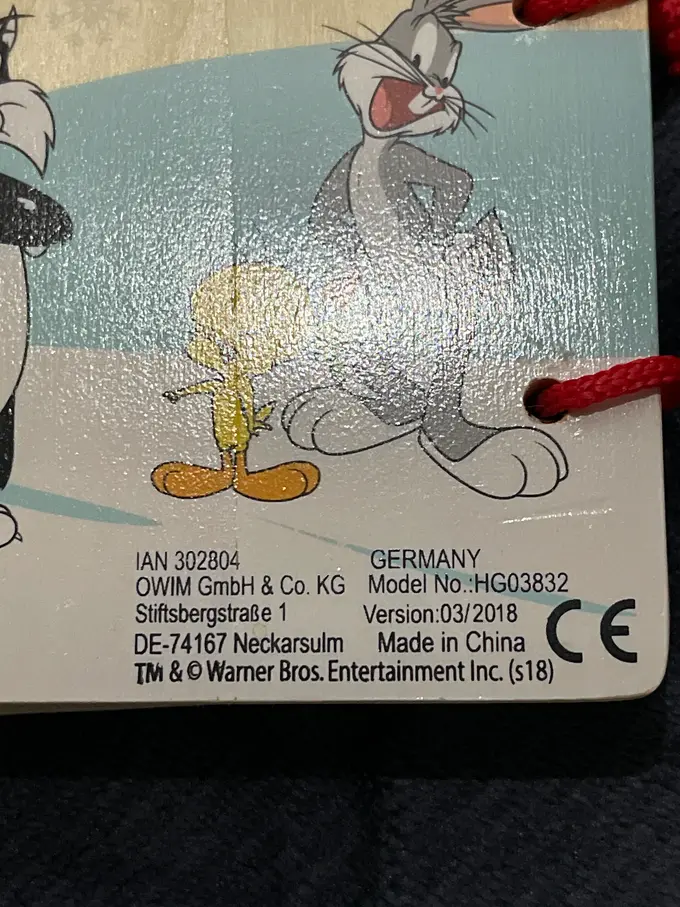 IAN 302804 GERMANY
OWIM GmbH & Co. KG Model No.:HG03832
Stiftsbergstraße 1 Version:03/2018
DE-74167 Neckarsulm Made in China CE
TM & © Warner Bros. Entertainment Inc. (s18)